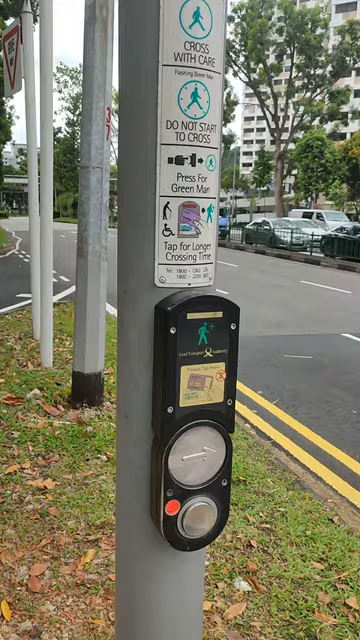 CROSS
WITH CARE
Flashing Green Man
DO NOT START
TO CROSS
Press For
Green Man
Tap for Longer
Crossing Time
Land Transport Authority